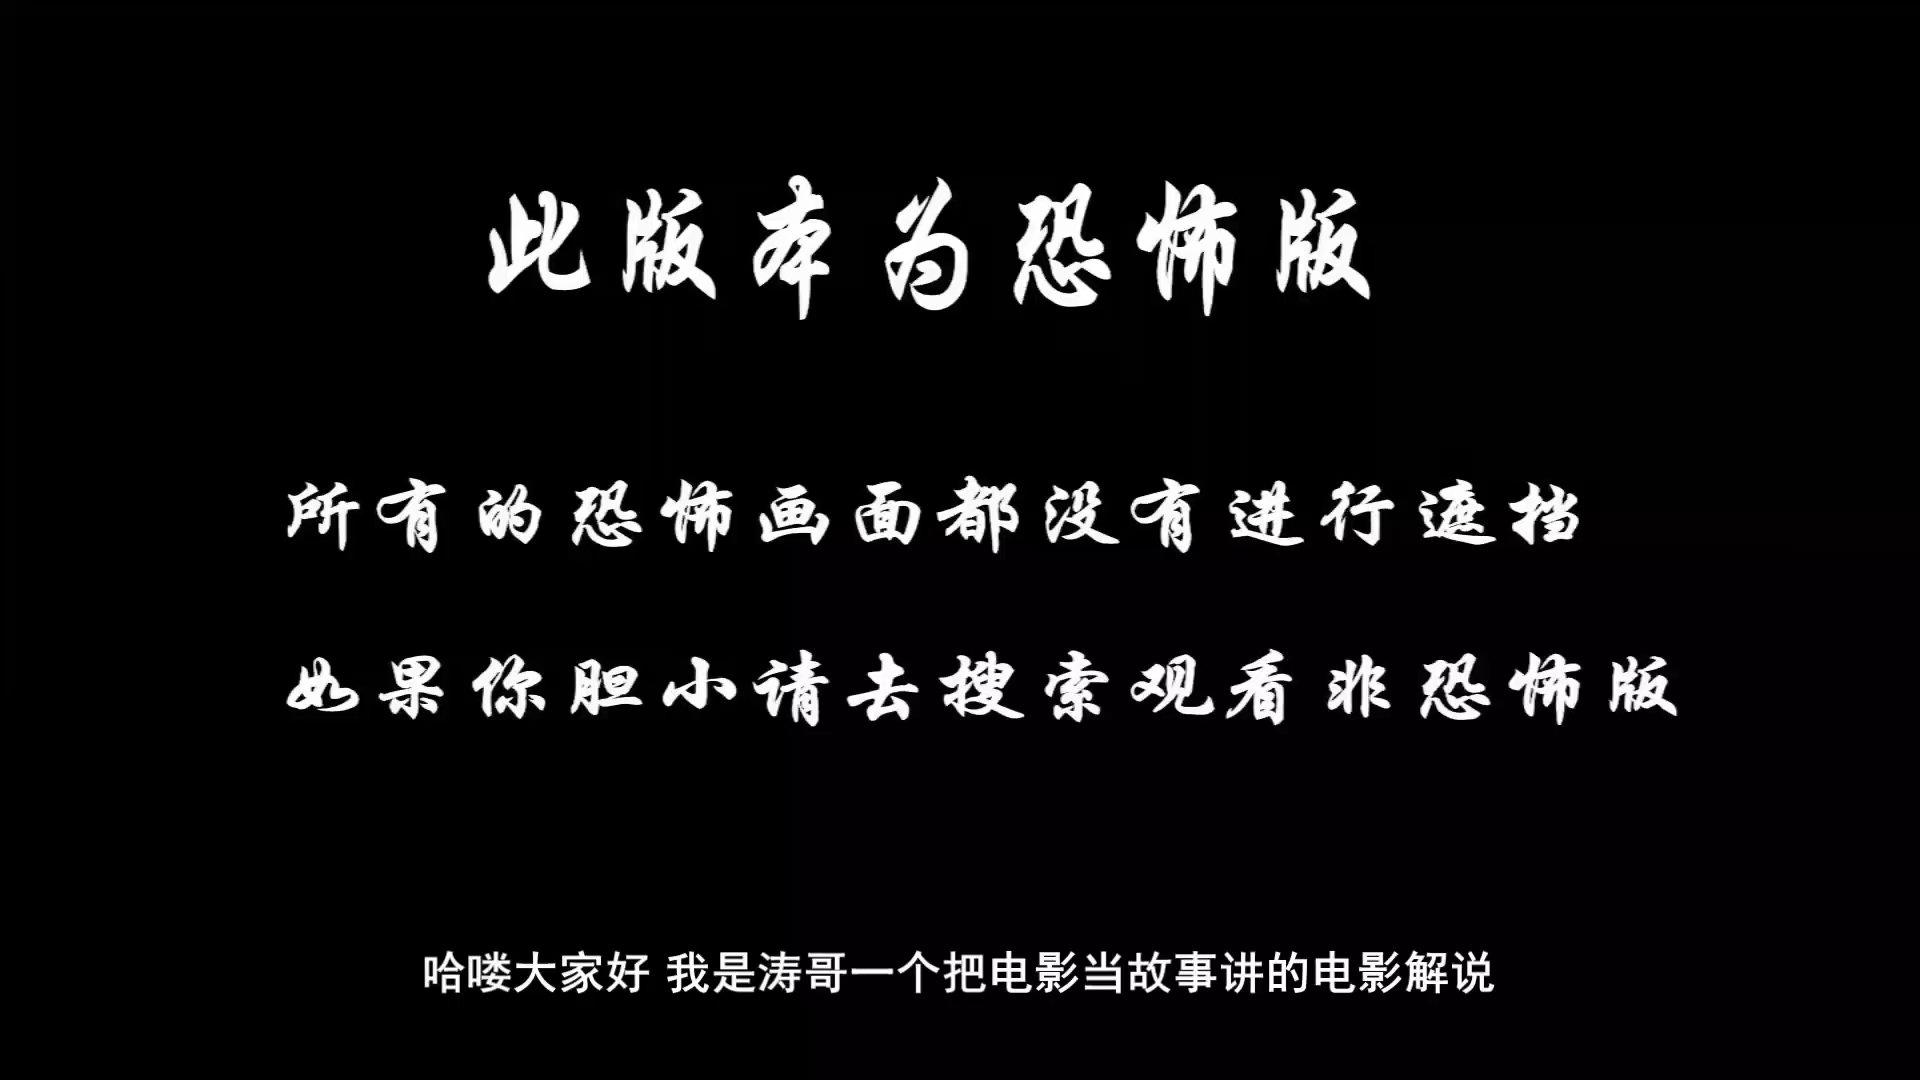 此版本为恐怖版
所有的恐怖画面都没有进行遮挡
如果你胆小请去搜索观看非恐怖版
哈喽大家好 我是涛哥一个把电影当故事讲的电影解说